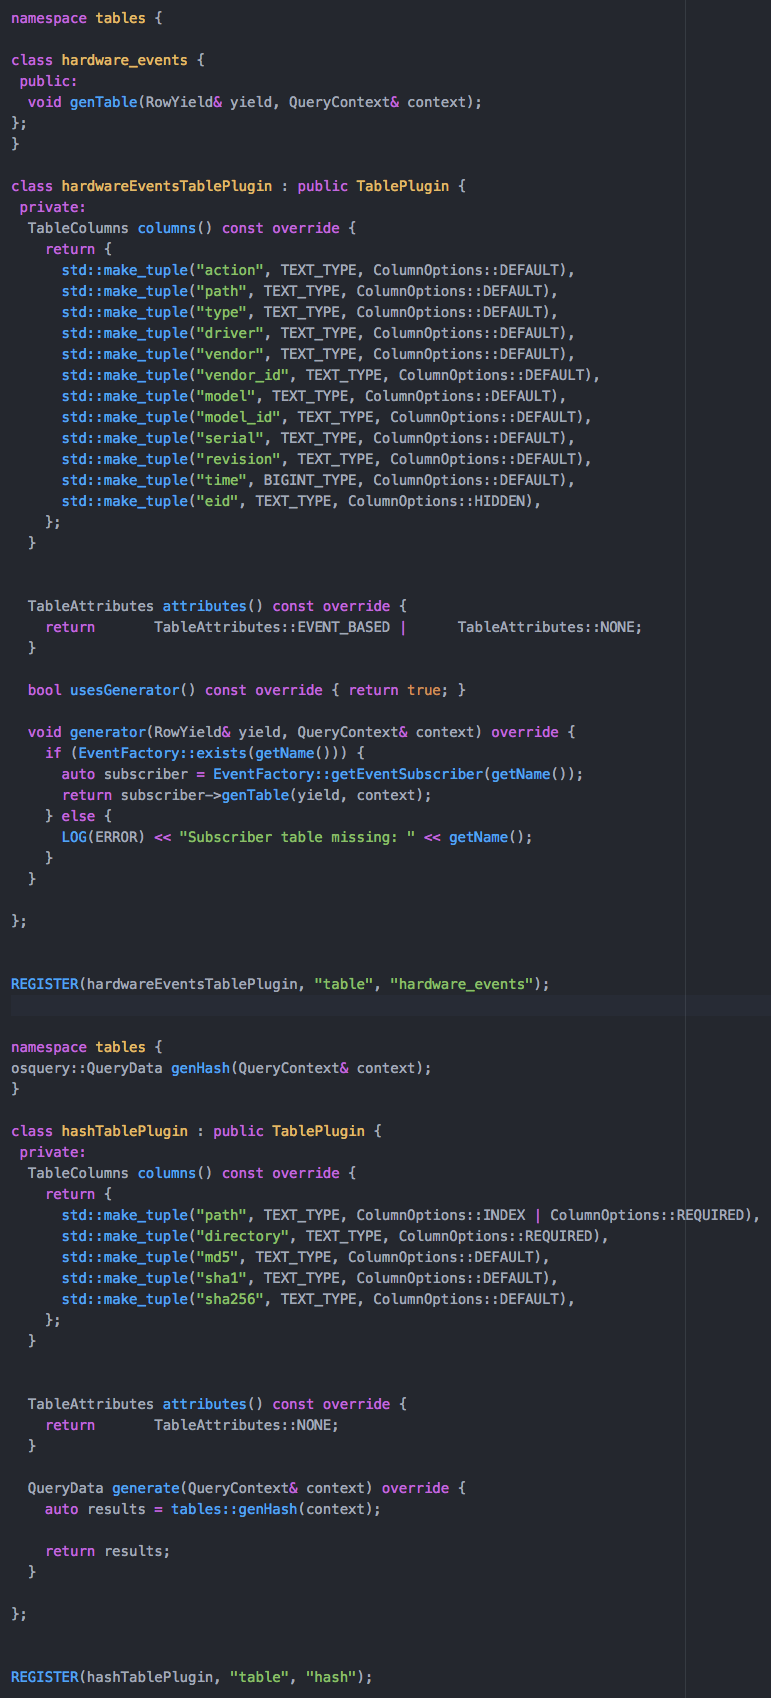 namespace tables {

class hardware_events {
 public:
  void genTable(RowYield& yield, QueryContext& context);
};
}

class hardwareEventsTablePlugin : public TablePlugin {
 private:
  TableColumns columns() const override {
    return {
      std::make_tuple("action", TEXT_TYPE, ColumnOptions::DEFAULT),
      std::make_tuple("path", TEXT_TYPE, ColumnOptions::DEFAULT),
      std::make_tuple("type", TEXT_TYPE, ColumnOptions::DEFAULT),
      std::make_tuple("driver", TEXT_TYPE, ColumnOptions::DEFAULT),
      std::make_tuple("vendor", TEXT_TYPE, ColumnOptions::DEFAULT),
      std::make_tuple("vendor_id", TEXT_TYPE, ColumnOptions::DEFAULT),
      std::make_tuple("model", TEXT_TYPE, ColumnOptions::DEFAULT),
      std::make_tuple("model_id", TEXT_TYPE, ColumnOptions::DEFAULT),
      std::make_tuple("serial", TEXT_TYPE, ColumnOptions::DEFAULT),
      std::make_tuple("revision", TEXT_TYPE, ColumnOptions::DEFAULT),
      std::make_tuple("time", BIGINT_TYPE, ColumnOptions::DEFAULT),
      std::make_tuple("eid", TEXT_TYPE, ColumnOptions::HIDDEN),
    };
  }


  TableAttributes attributes() const override {
    return       TableAttributes::EVENT_BASED |      TableAttributes::NONE;
  }

  bool usesGenerator() const override { return true; }

  void generator(RowYield& yield, QueryContext& context) override {
    if (EventFactory::exists(getName())) {
      auto subscriber = EventFactory::getEventSubscriber(getName());
      return subscriber->genTable(yield, context);
    } else {
      LOG(ERROR) << "Subscriber table missing: " << getName();
    }
  }

};


REGISTER(hardwareEventsTablePlugin, "table", "hardware_events");


namespace tables {
osquery::QueryData genHash(QueryContext& context);
}

class hashTablePlugin : public TablePlugin {
 private:
  TableColumns columns() const override {
    return {
      std::make_tuple("path", TEXT_TYPE, ColumnOptions::INDEX | ColumnOptions::REQUIRED),
      std::make_tuple("directory", TEXT_TYPE, ColumnOptions::REQUIRED),
      std::make_tuple("md5", TEXT_TYPE, ColumnOptions::DEFAULT),
      std::make_tuple("sha1", TEXT_TYPE, ColumnOptions::DEFAULT),
      std::make_tuple("sha256", TEXT_TYPE, ColumnOptions::DEFAULT),
    };
  }


  TableAttributes attributes() const override {
    return       TableAttributes::NONE;
  }

  QueryData generate(QueryContext& context) override {
    auto results = tables::genHash(context);

    return results;
  }

};


REGISTER(hashTablePlugin, "table", "hash");